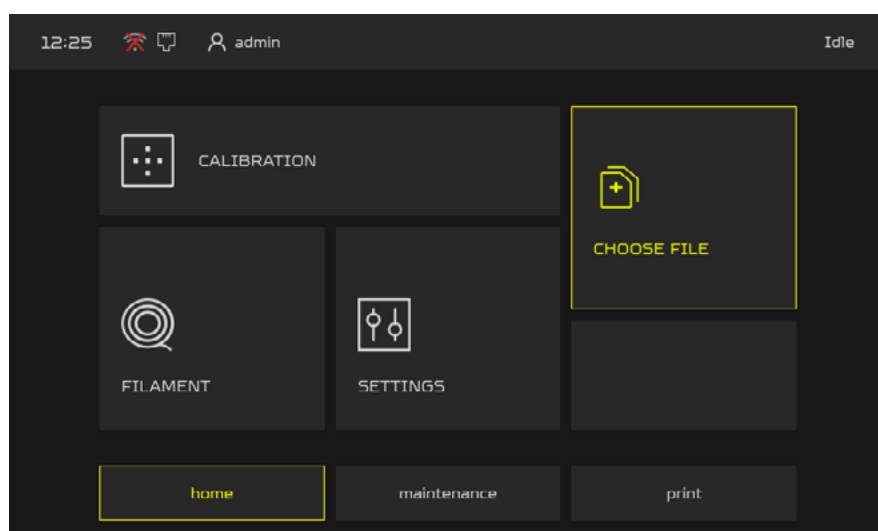 12:25 admin Idle
CALIBRATION
CHOOSE FILE
FILAMENT SETTINGS
home maintenance print